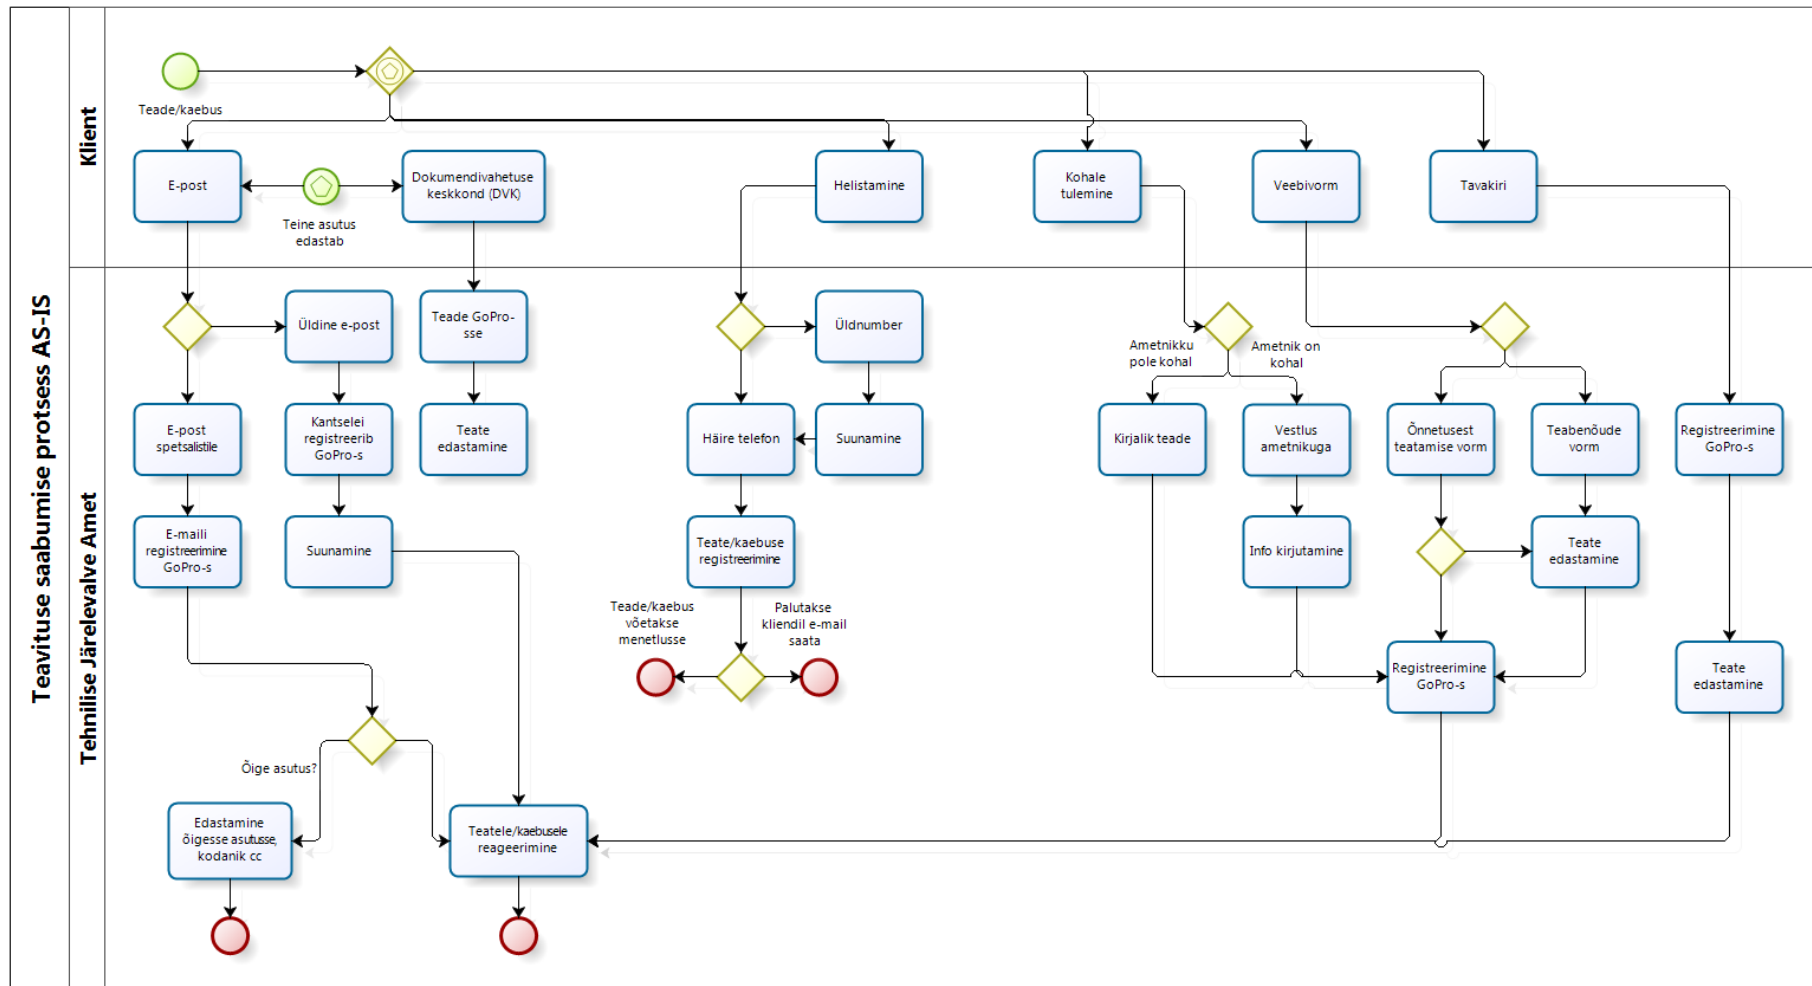 Teavituse saabumise protsess AS-IS
Klient
Tehnilise Järelevalve Amet
Teade/kaebus
E-post
Teine asutus
edastab
Dokumendivahetuse
keskkond (DVK)
Helistamine
Kohale
tulemine
Veebivorm
Tavakiri
Üldine e-post
Teade GoPro-
sse
Üldnumber
Ametnikku
pole kohal
Ametnik on
kohal
E-post
spetsalistile
Kantselei
registreerib
GoPro-s
Teate
edastamine
Häire telefon
Suunamine
Kirjalik teade
Vestlus
ametnikuga
Õnnetusest
teatamise vorm
Teabenõude
vorm
Registreerimine
GoPro-s
E-maili
registreerimine
GoPro-s
Suunamine
Teate/kaebuse
registreerimine
Info kirjutamine
Teate
edastamine
Teade/kaebus
võetakse
menetlusse
Palutakse
kliendil e-mail
saata
Registreerimine
GoPro-s
Teate
edastamine
Õige asutus?
Edastamine
õigesse asutusse,
kodanik cc
Teatele/kaebusele
reageerimine